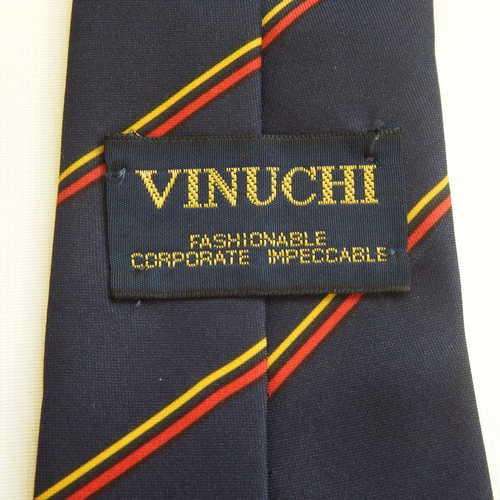 VINUCHI
FASHIONABLE
CORPORATE IMPECCABLE